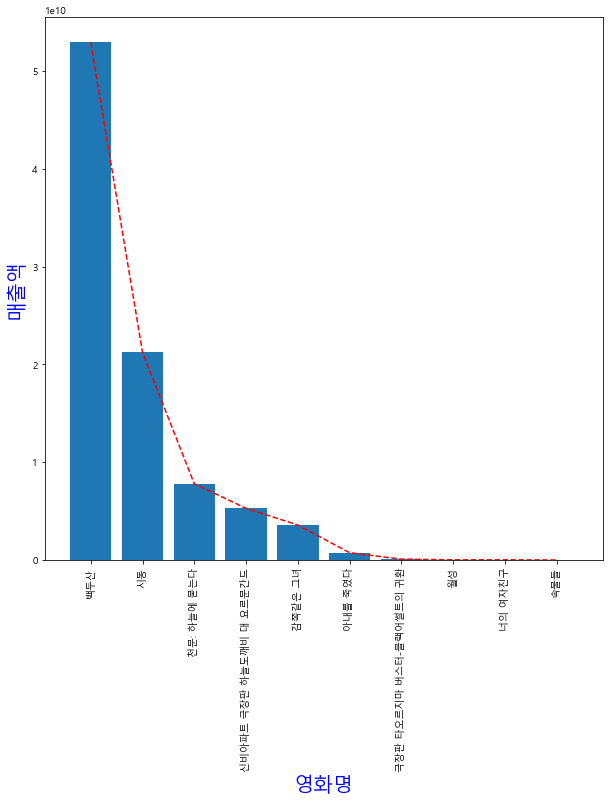 1e10
5
4
3
2
1
0
매출액
백두산
시동
천문: 하늘에 묻는다
신비아파트 극장판 하늘도깨비 대 요르문간드
감쪽같은 그녀
아내를 죽였다
극장판 타오르지마 버스터-블랙어썰트의 귀환
월성
너의 여자친구
속물들
영화명